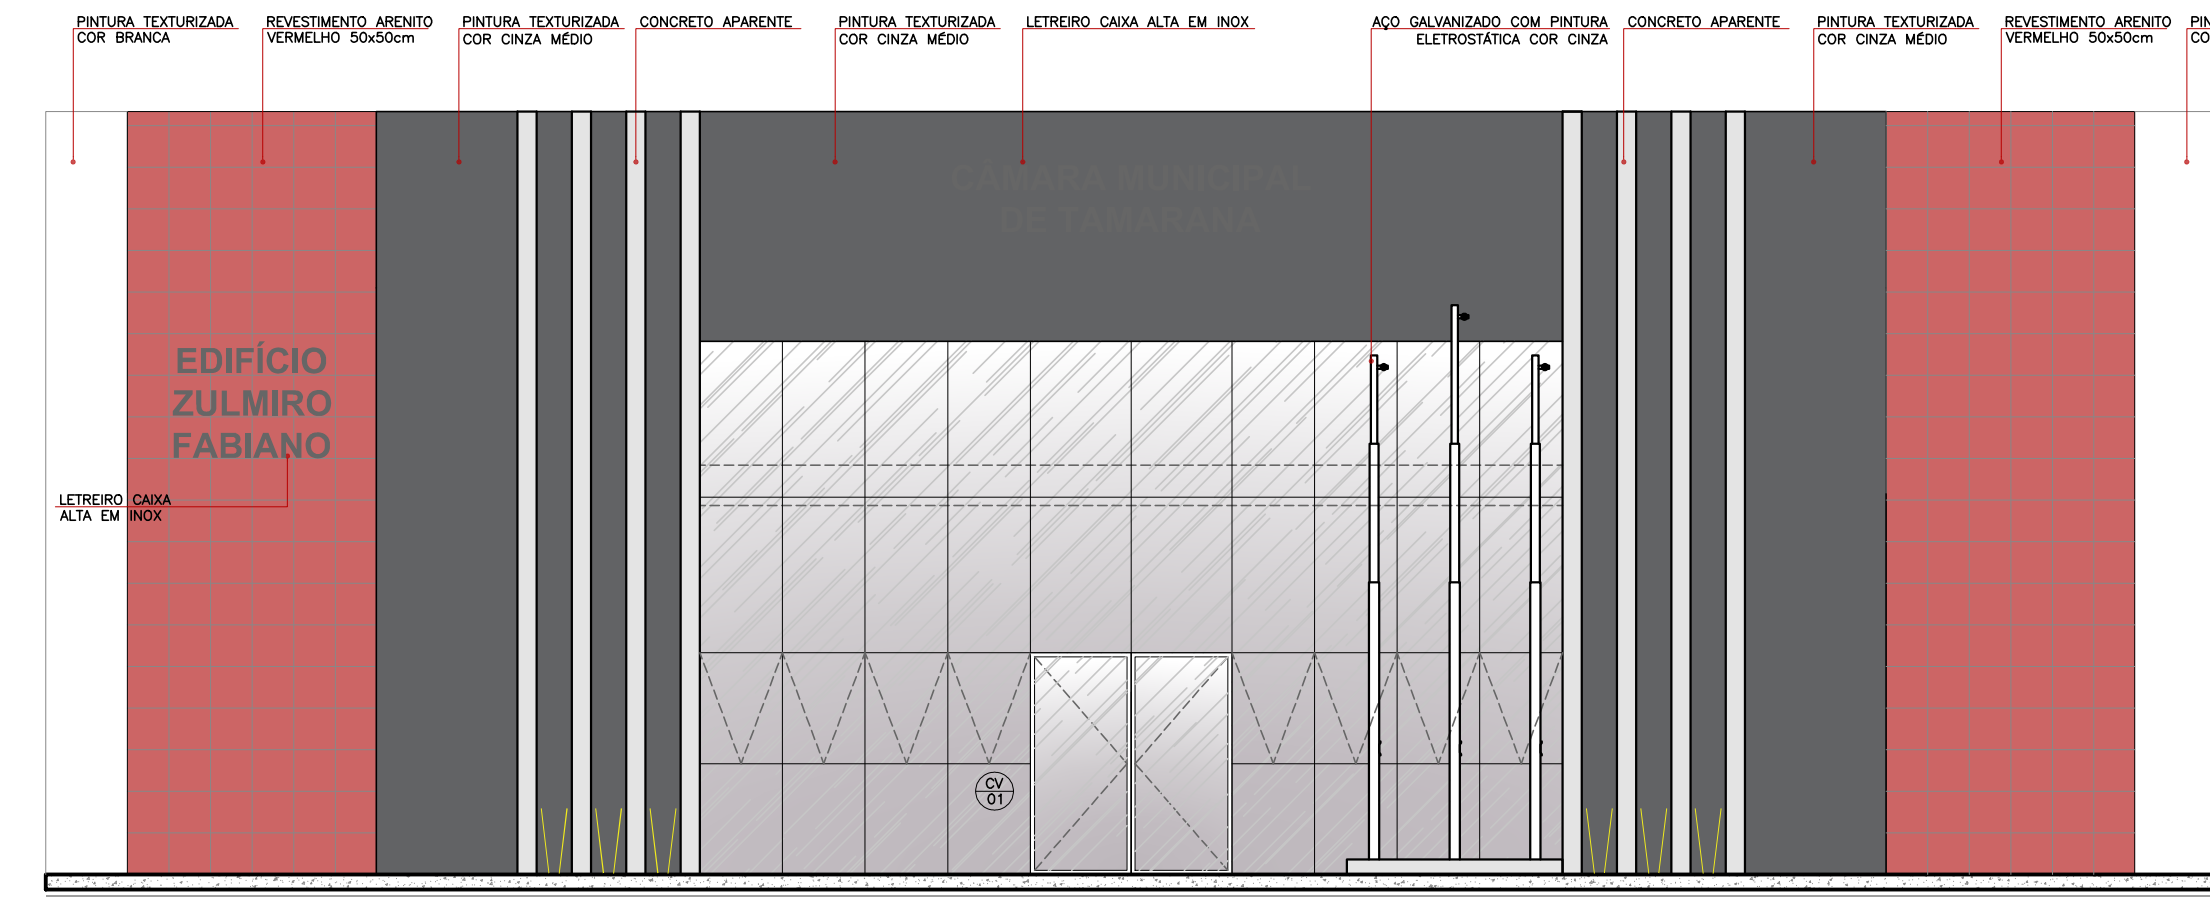 PINTURA TEXTURIZADA
COR BRANCA
REVESTIMENTO ARENITO
VERMELHO 50x50cm
PINTURA TEXTURIZADA
COR CINZA MÉDIO
CONCRETO APARENTE
PINTURA TEXTURIZADA
COR CINZA MÉDIO
LETREIRO CAIXA ALTA EM INOX
AÇO GALVANIZADO COM PINTURA
ELETROSTÁTICA COR CINZA
CONCRETO APARENTE
PINTURA TEXTURIZADA
COR CINZA MÉDIO
REVESTIMENTO ARENITO
VERMELHO 50x50cm
CÂMARA MUNICIPAL
DE TAMARANA
EDIFÍCIO
ZULMIRO
FABIANO
LETREIRO CAIXA
ALTA EM INOX
CV
01